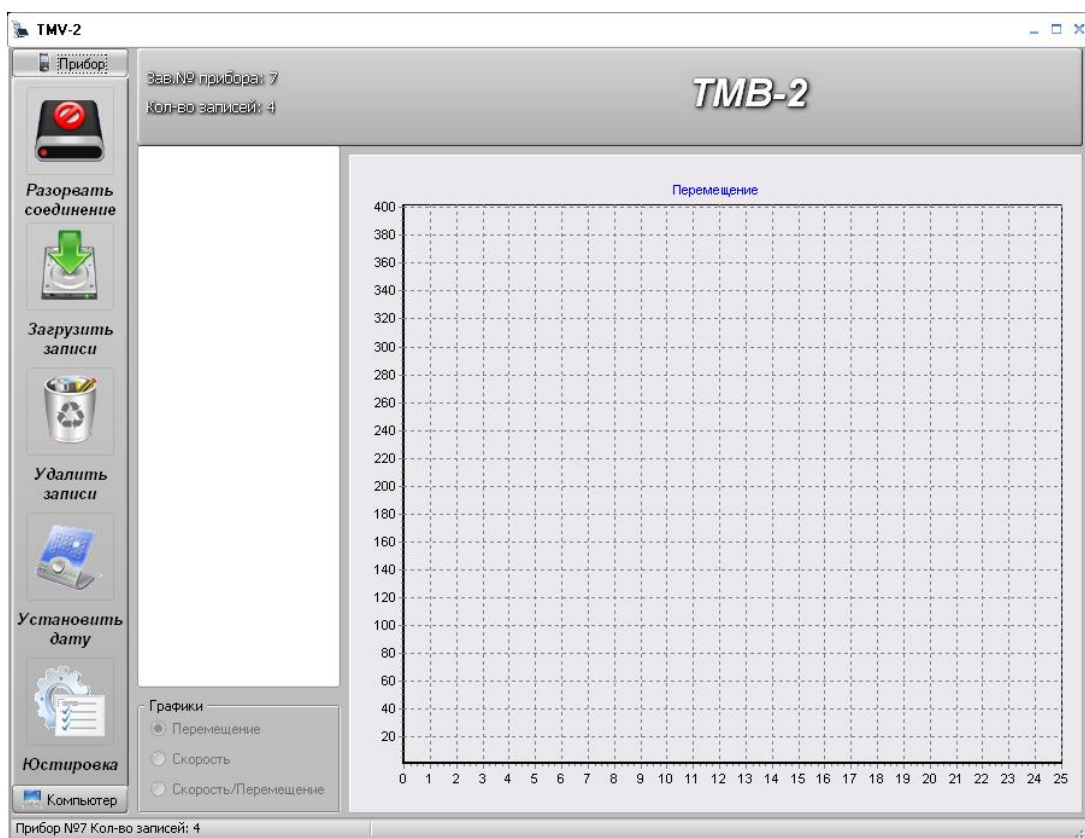 TMV-2
Прибор
Зав.№ прибора: 7
Кол-во записей: 4
ТМВ-2
Разорвать
соединение
Загрузить
записи
Удалить
записи
Установить
дату
Юстировка
Компьютер
Перемещение
400
380
360
340
320
300
280
260
240
220
200
180
160
140
120
100
80
60
40
20
0 1 2 3 4 5 6 7 8 9 10 11 12 13 14 15 16 17 18 19 20 21 22 23 24 25
Графики
Перемещение
Скорость
Скорость/Перемещение
Прибор №7 Кол-во записей: 4